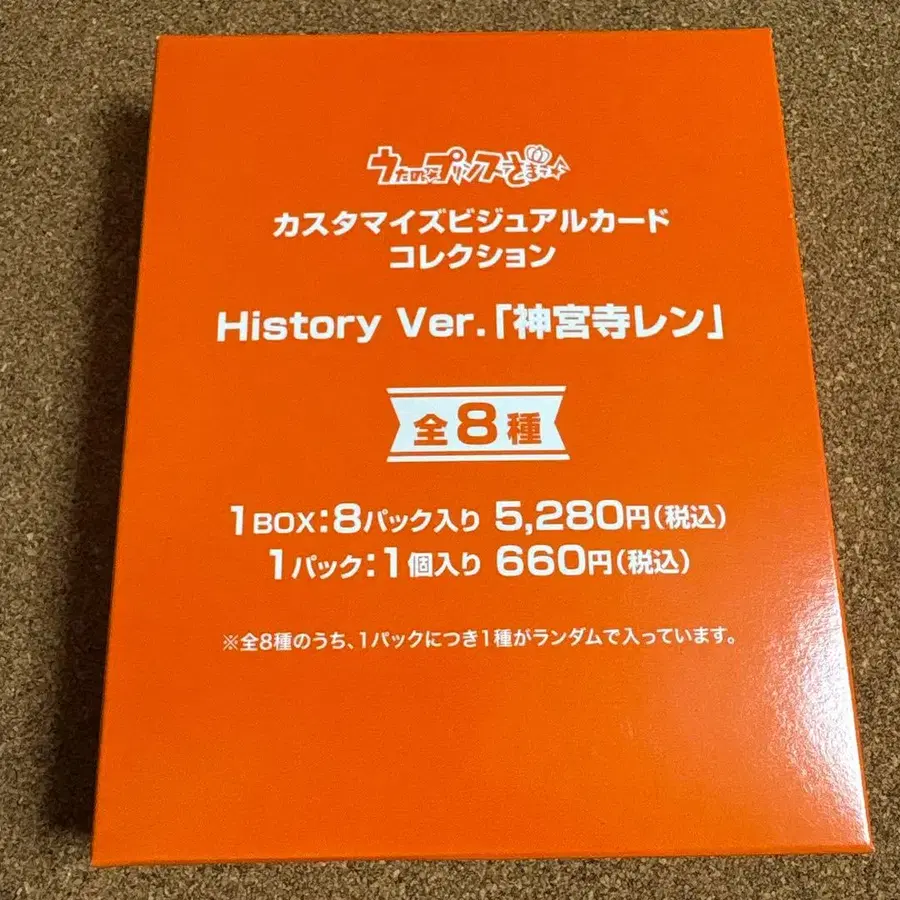 うたの☆プリンスさまっ♪
カスタマイズビジュアルカード
コレクション
History Ver.「神宮寺レン」
全8種
1BOX:8パック入り 5,280円(税込)
1パック:1個入り 660円(税込)
※全8種のうち、1パックにつき1種がランダムで入っています。